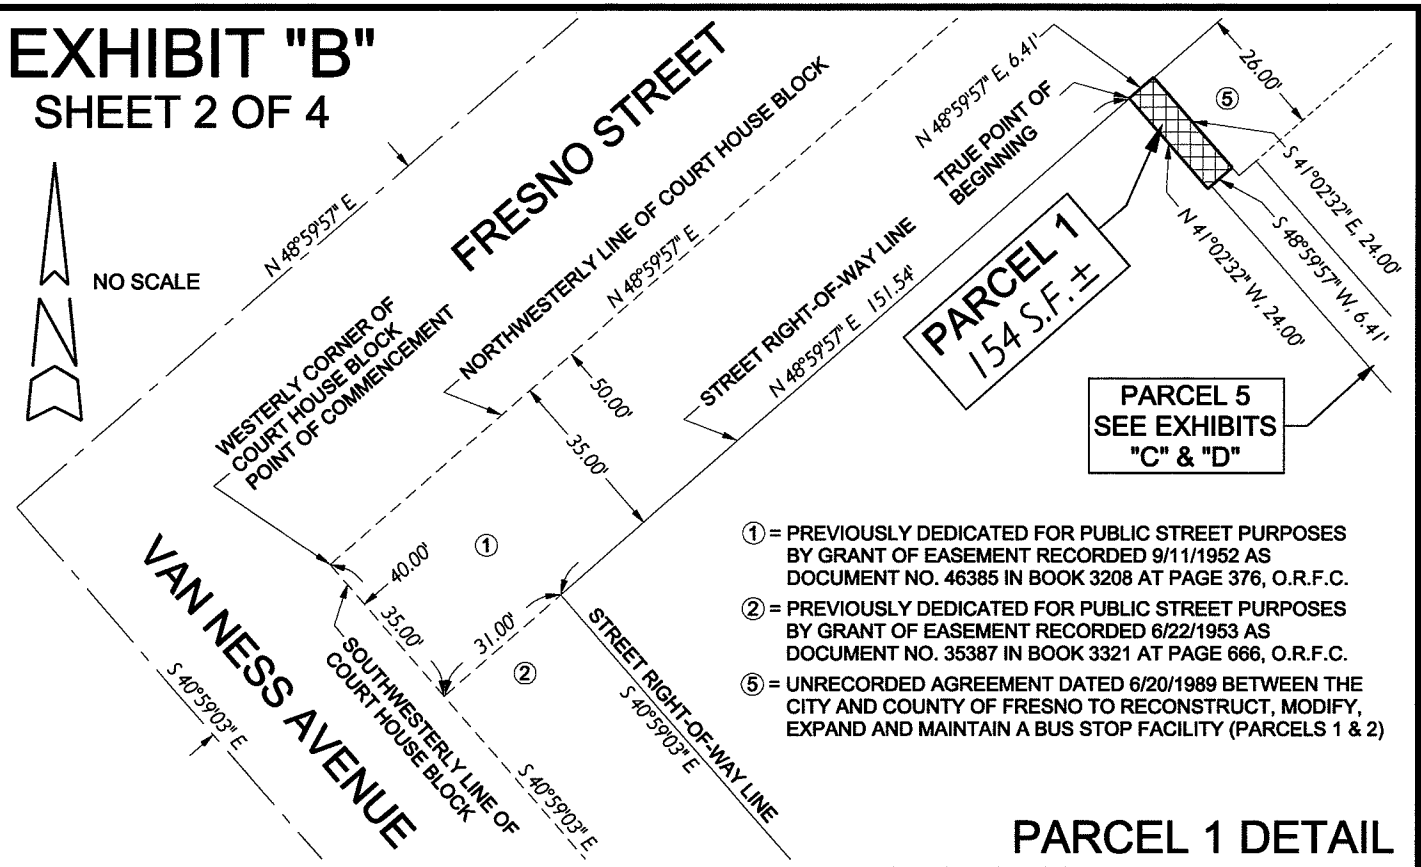 EXHIBIT "B"
SHEET 2 OF 4
NO SCALE
N
N 48°59'57" E
FRESNO STREET
WESTERLY CORNER OF
COURT HOUSE BLOCK
POINT OF COMMENCEMENT
NORTHWESTERLY LINE OF COURT HOUSE BLOCK
N 48°59'57" E
50.00'
35.00'
STREET RIGHT-OF-WAY LINE
N 48°59'57" E 151.54'
N 48°59'57" E, 6.41'
TRUE POINT OF
BEGINNING
26.00'
⑤
S 41°02'32" E, 24.00'
S 48°59'57" W, 6.41'
N 41°02'32" W, 24.00'
PARCEL 1
154 S.F. ±
PARCEL 5
SEE EXHIBITS
"C" & "D"
40.00'
①
35.00'
31.00'
②
VAN NESS AVENUE
S 40°59'03" E
SOUTHWESTERLY LINE OF
COURT HOUSE BLOCK
S 40°59'03" E
STREET RIGHT-OF-WAY LINE
S 40°59'03" E
① = PREVIOUSLY DEDICATED FOR PUBLIC STREET PURPOSES
BY GRANT OF EASEMENT RECORDED 9/11/1952 AS
DOCUMENT NO. 46385 IN BOOK 3208 AT PAGE 376, O.R.F.C.
② = PREVIOUSLY DEDICATED FOR PUBLIC STREET PURPOSES
BY GRANT OF EASEMENT RECORDED 6/22/1953 AS
DOCUMENT NO. 35387 IN BOOK 3321 AT PAGE 666, O.R.F.C.
⑤ = UNRECORDED AGREEMENT DATED 6/20/1989 BETWEEN THE
CITY AND COUNTY OF FRESNO TO RECONSTRUCT, MODIFY,
EXPAND AND MAINTAIN A BUS STOP FACILITY (PARCELS 1 & 2)
PARCEL 1 DETAIL